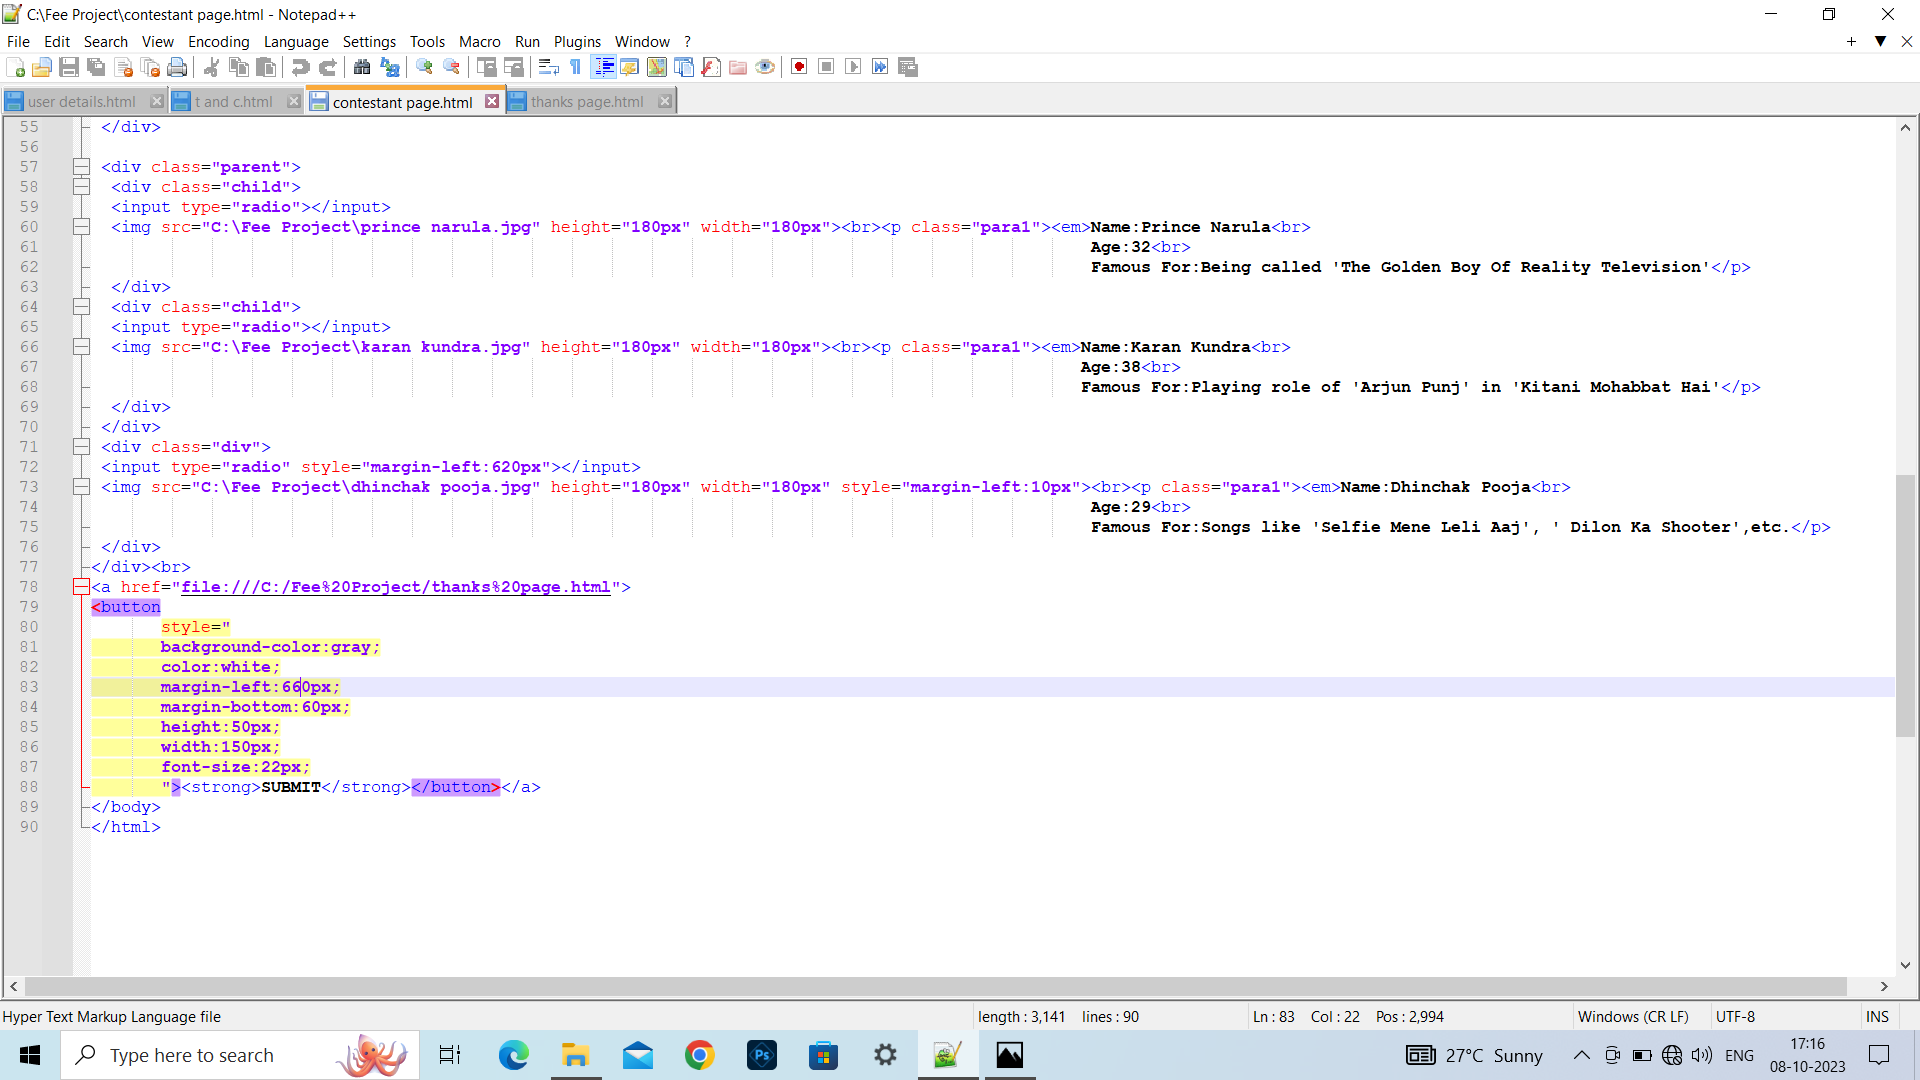 C:\Fee Project\contestant page.html - Notepad++
File Edit Search View Encoding Language Settings Tools Macro Run Plugins Window ?
user details.html t and c.html contestant page.html thanks page.html
55 </div>
56
57 <div class="parent">
58 <div class="child">
59 <input type="radio"></input>
60 <img src="C:\Fee Project\prince narula.jpg" height="180px" width="180px"><br><p class="para1"><em>Name:Prince Narula<br>
61 Age:32<br>
62 Famous For:Being called 'The Golden Boy Of Reality Television'</p>
63 </div>
64 <div class="child">
65 <input type="radio"></input>
66 <img src="C:\Fee Project\karan kundra.jpg" height="180px" width="180px"><br><p class="para1"><em>Name:Karan Kundra<br>
67 Age:38<br>
68 Famous For:Playing role of 'Arjun Punj' in 'Kitani Mohabbat Hai'</p>
69 </div>
70 </div>
71 <div class="div">
72 <input type="radio" style="margin-left:620px"></input>
73 <img src="C:\Fee Project\dhinchak pooja.jpg" height="180px" width="180px" style="margin-left:10px"><br><p class="para1"><em>Name:Dhinchak Pooja<br>
74 Age:29<br>
75 Famous For:Songs like 'Selfie Mene Leli Aaj', ' Dilon Ka Shooter',etc.</p>
76 </div>
77 </div><br>
78 <a href="file:///C:/Fee%20Project/thanks%20page.html">
79 <button
80 style="
81 background-color:gray;
82 color:white;
83 margin-left:660px;
84 margin-bottom:60px;
85 height:50px;
86 width:150px;
87 font-size:22px;
88 "><strong>SUBMIT</strong></button></a>
89 </body>
90 </html>
Hyper Text Markup Language file length : 3,141 lines : 90 Ln : 83 Col : 22 Pos : 2,994 Windows (CR LF) UTF-8 INS
Type here to search Ps 27°C Sunny ENG 17:16
08-10-2023